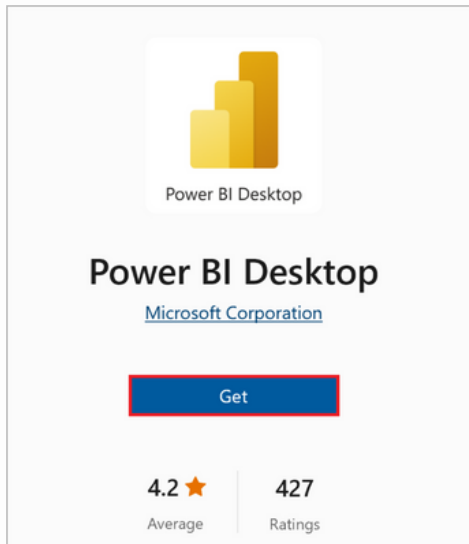 Power BI Desktop
Power BI Desktop
Microsoft Corporation
Get
4.2 427
Average Ratings